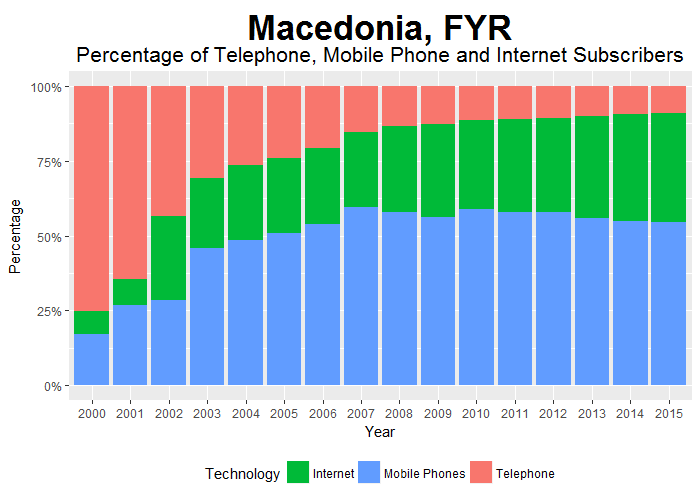 Macedonia, FYR
Percentage of Telephone, Mobile Phone and Internet Subscribers
100%
75%
50%
25%
0%
Percentage
2000 2001 2002 2003 2004 2005 2006 2007 2008 2009 2010 2011 2012 2013 2014 2015
Year
Technology Internet Mobile Phones Telephone